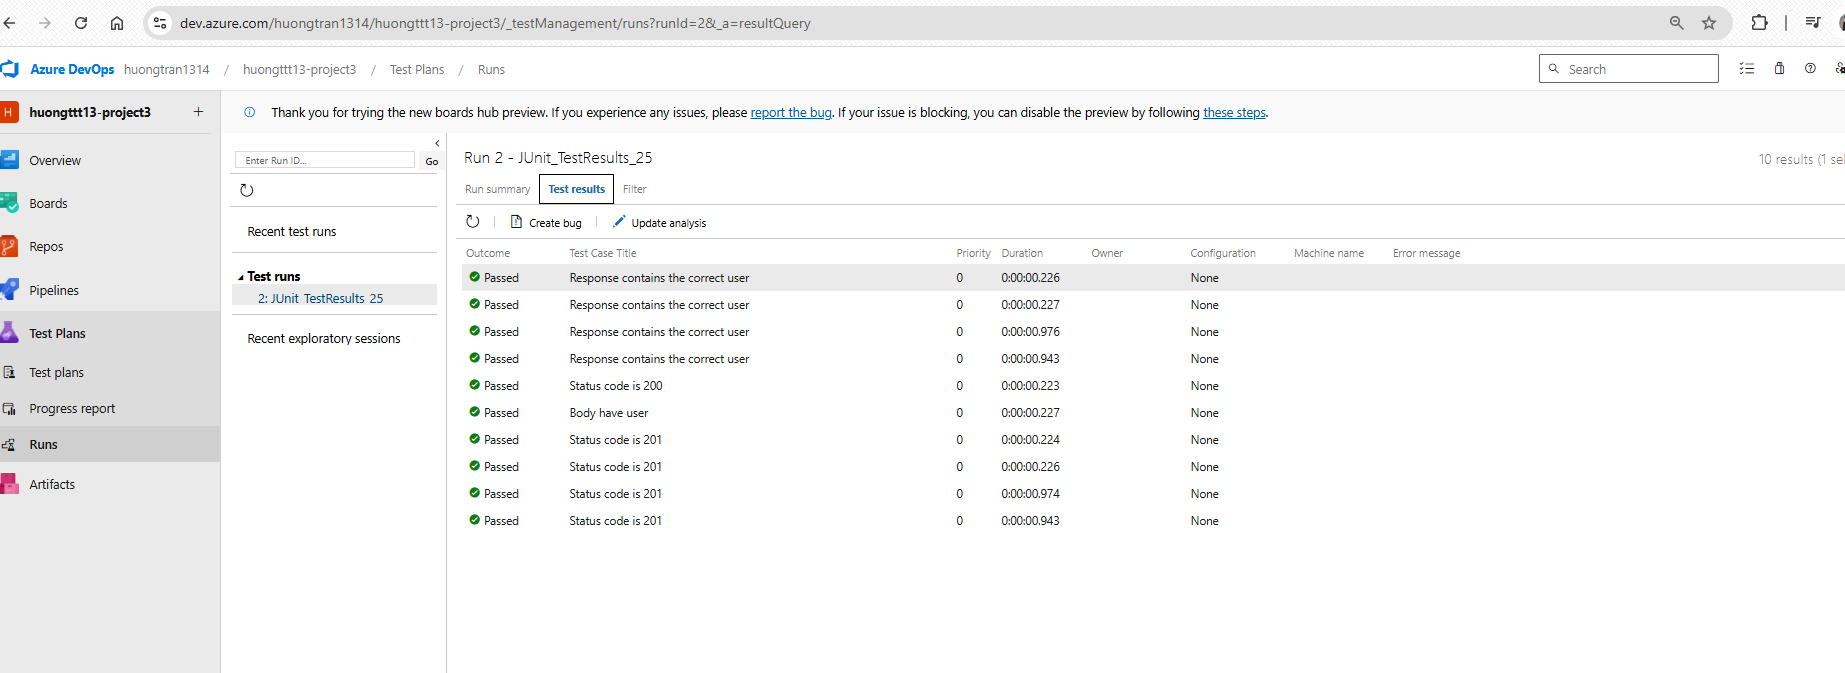 dev.azure.com/huongtran1314/huongttt13-project3/_testManagement/runs?runId=2&_a=resultQuery
Azure DevOps huongtran1314 / huongttt13-project3 / Test Plans / Runs
Search
H huongttt13-project3 +
Overview
Boards
Repos
Pipelines
Test Plans
Test plans
Progress report
Runs
Artifacts
Thank you for trying the new boards hub preview. If you experience any issues, please report the bug. If your issue is blocking, you can disable the preview by following these steps.
Enter Run ID... Go
Recent test runs
Test runs
2: JUnit_TestResults_25
Recent exploratory sessions
Run 2 - JUnit_TestResults_25
10 results (1 sel
Run summary Test results Filter
Create bug Update analysis
Outcome Test Case Title Priority Duration Owner Configuration Machine name Error message
Passed Response contains the correct user 0 0:00:00.226 None
Passed Response contains the correct user 0 0:00:00.227 None
Passed Response contains the correct user 0 0:00:00.976 None
Passed Response contains the correct user 0 0:00:00.943 None
Passed Status code is 200 0 0:00:00.223 None
Passed Body have user 0 0:00:00.227 None
Passed Status code is 201 0 0:00:00.224 None
Passed Status code is 201 0 0:00:00.226 None
Passed Status code is 201 0 0:00:00.974 None
Passed Status code is 201 0 0:00:00.943 None